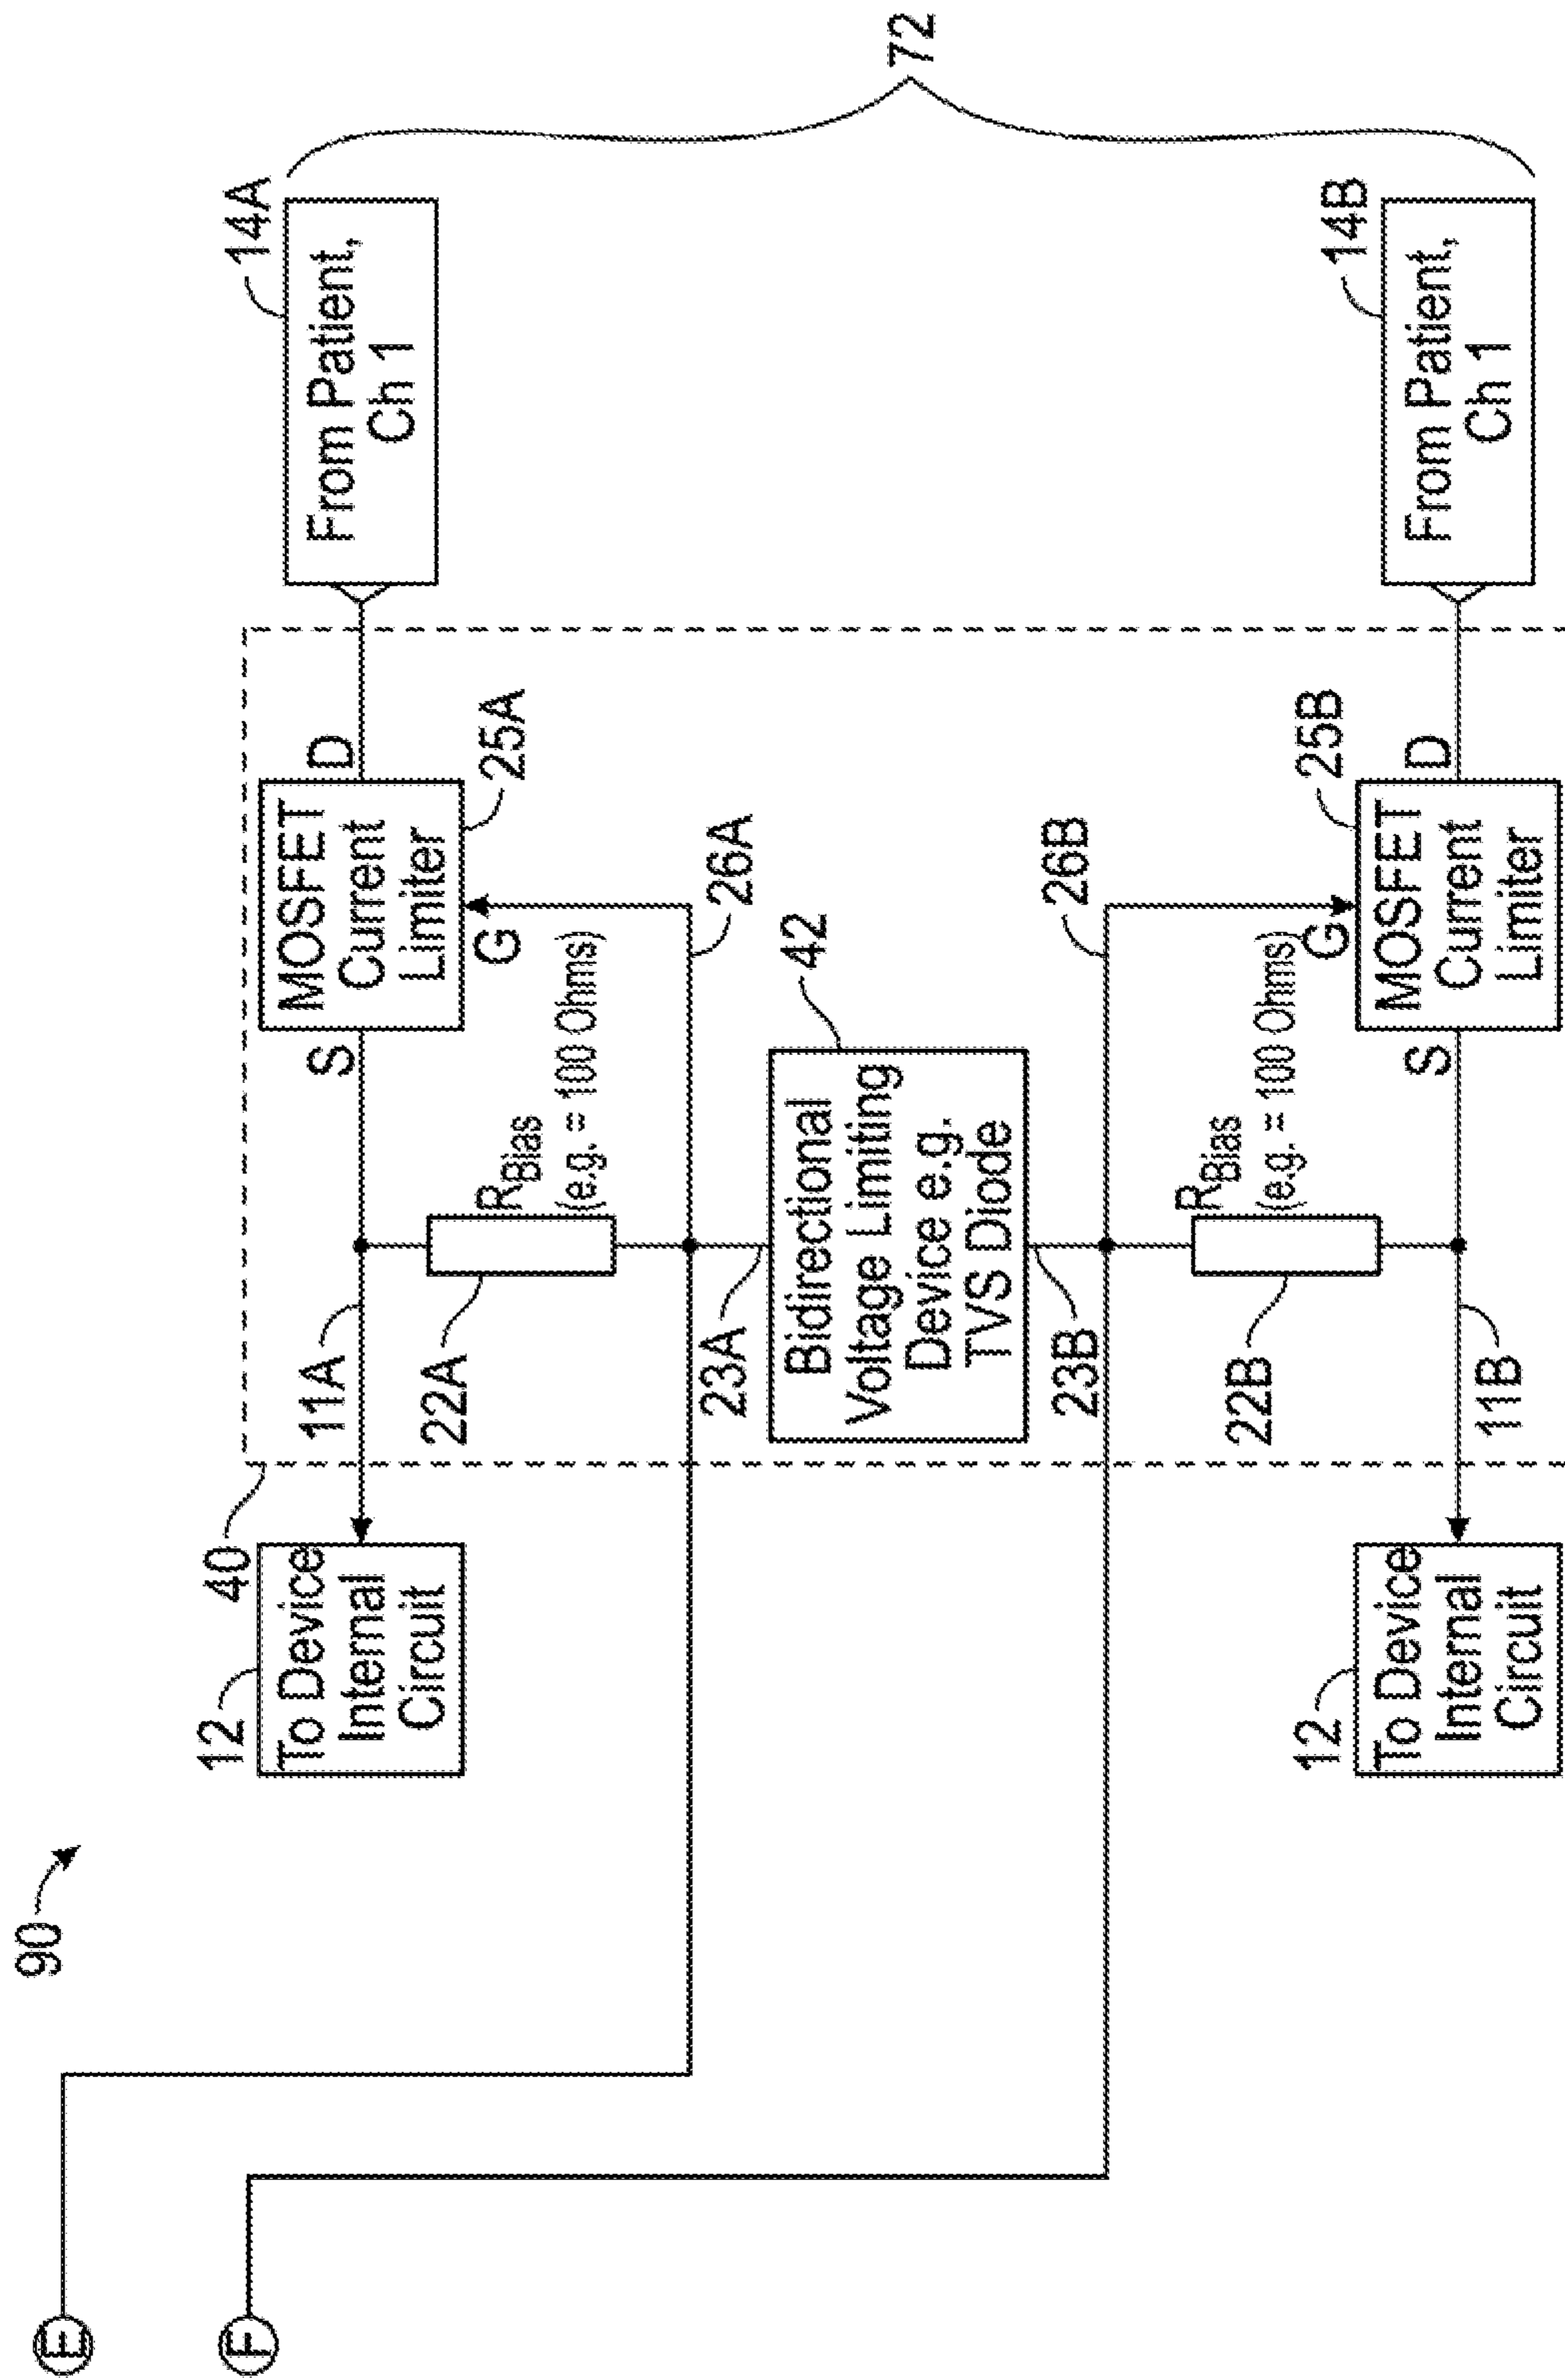 90
E
F
12
To Device
Internal
Circuit
40
11A
S
MOSFET
Current
Limiter
D
G
25A
14A
From Patient,
Ch 1
72
22A
RBias
(e.g. = 100 Ohms)
26A
23A
Bidirectional
Voltage Limiting
Device e.g.
TVS Diode
42
23B
26B
22B
RBias
(e.g. = 100 Ohms)
12
To Device
Internal
Circuit
11B
S
MOSFET
Current
Limiter
G
D
25B
14B
From Patient,
Ch 1